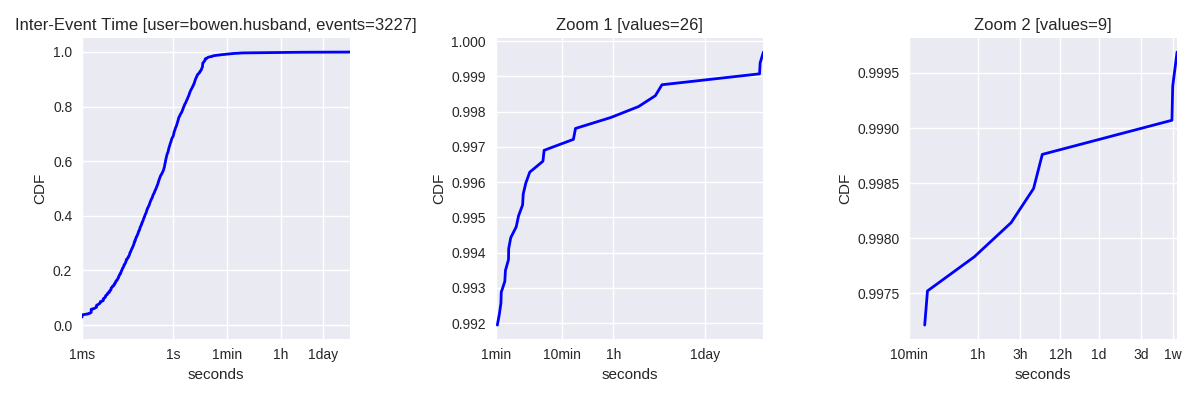 Inter-Event Time [user=bowen.husband, events=3227]
1.0
0.8
0.6
0.4
0.2
0.0
CDF
1ms
1s
1min
1h
1day
seconds
Zoom 1 [values=26]
1.000
0.999
0.998
0.997
0.996
0.995
0.994
0.993
0.992
CDF
1min
10min
1h
1day
seconds
Zoom 2 [values=9]
0.9995
0.9990
0.9985
0.9980
0.9975
CDF
10min
1h
3h
12h
1d
3d
1w
seconds